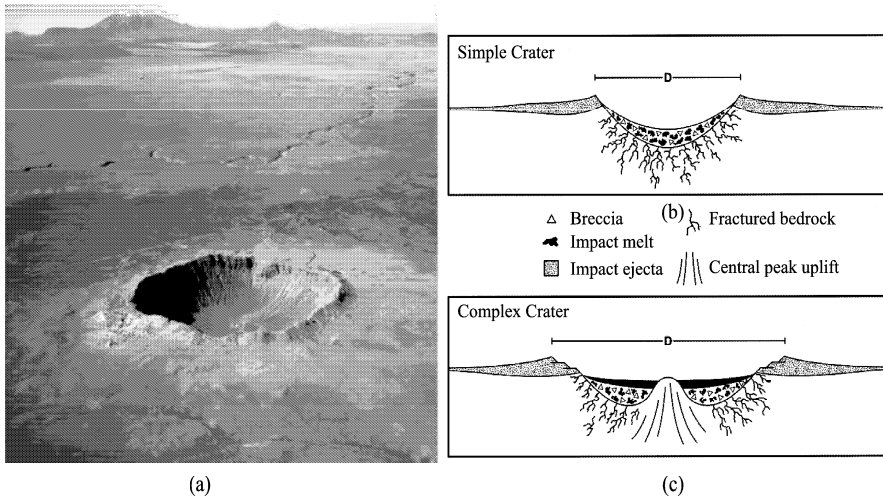 Simple Crater
D
(b)
Breccia
Fractured bedrock
Impact melt
Impact ejecta
Central peak uplift
Complex Crater
D
(a)
(c)